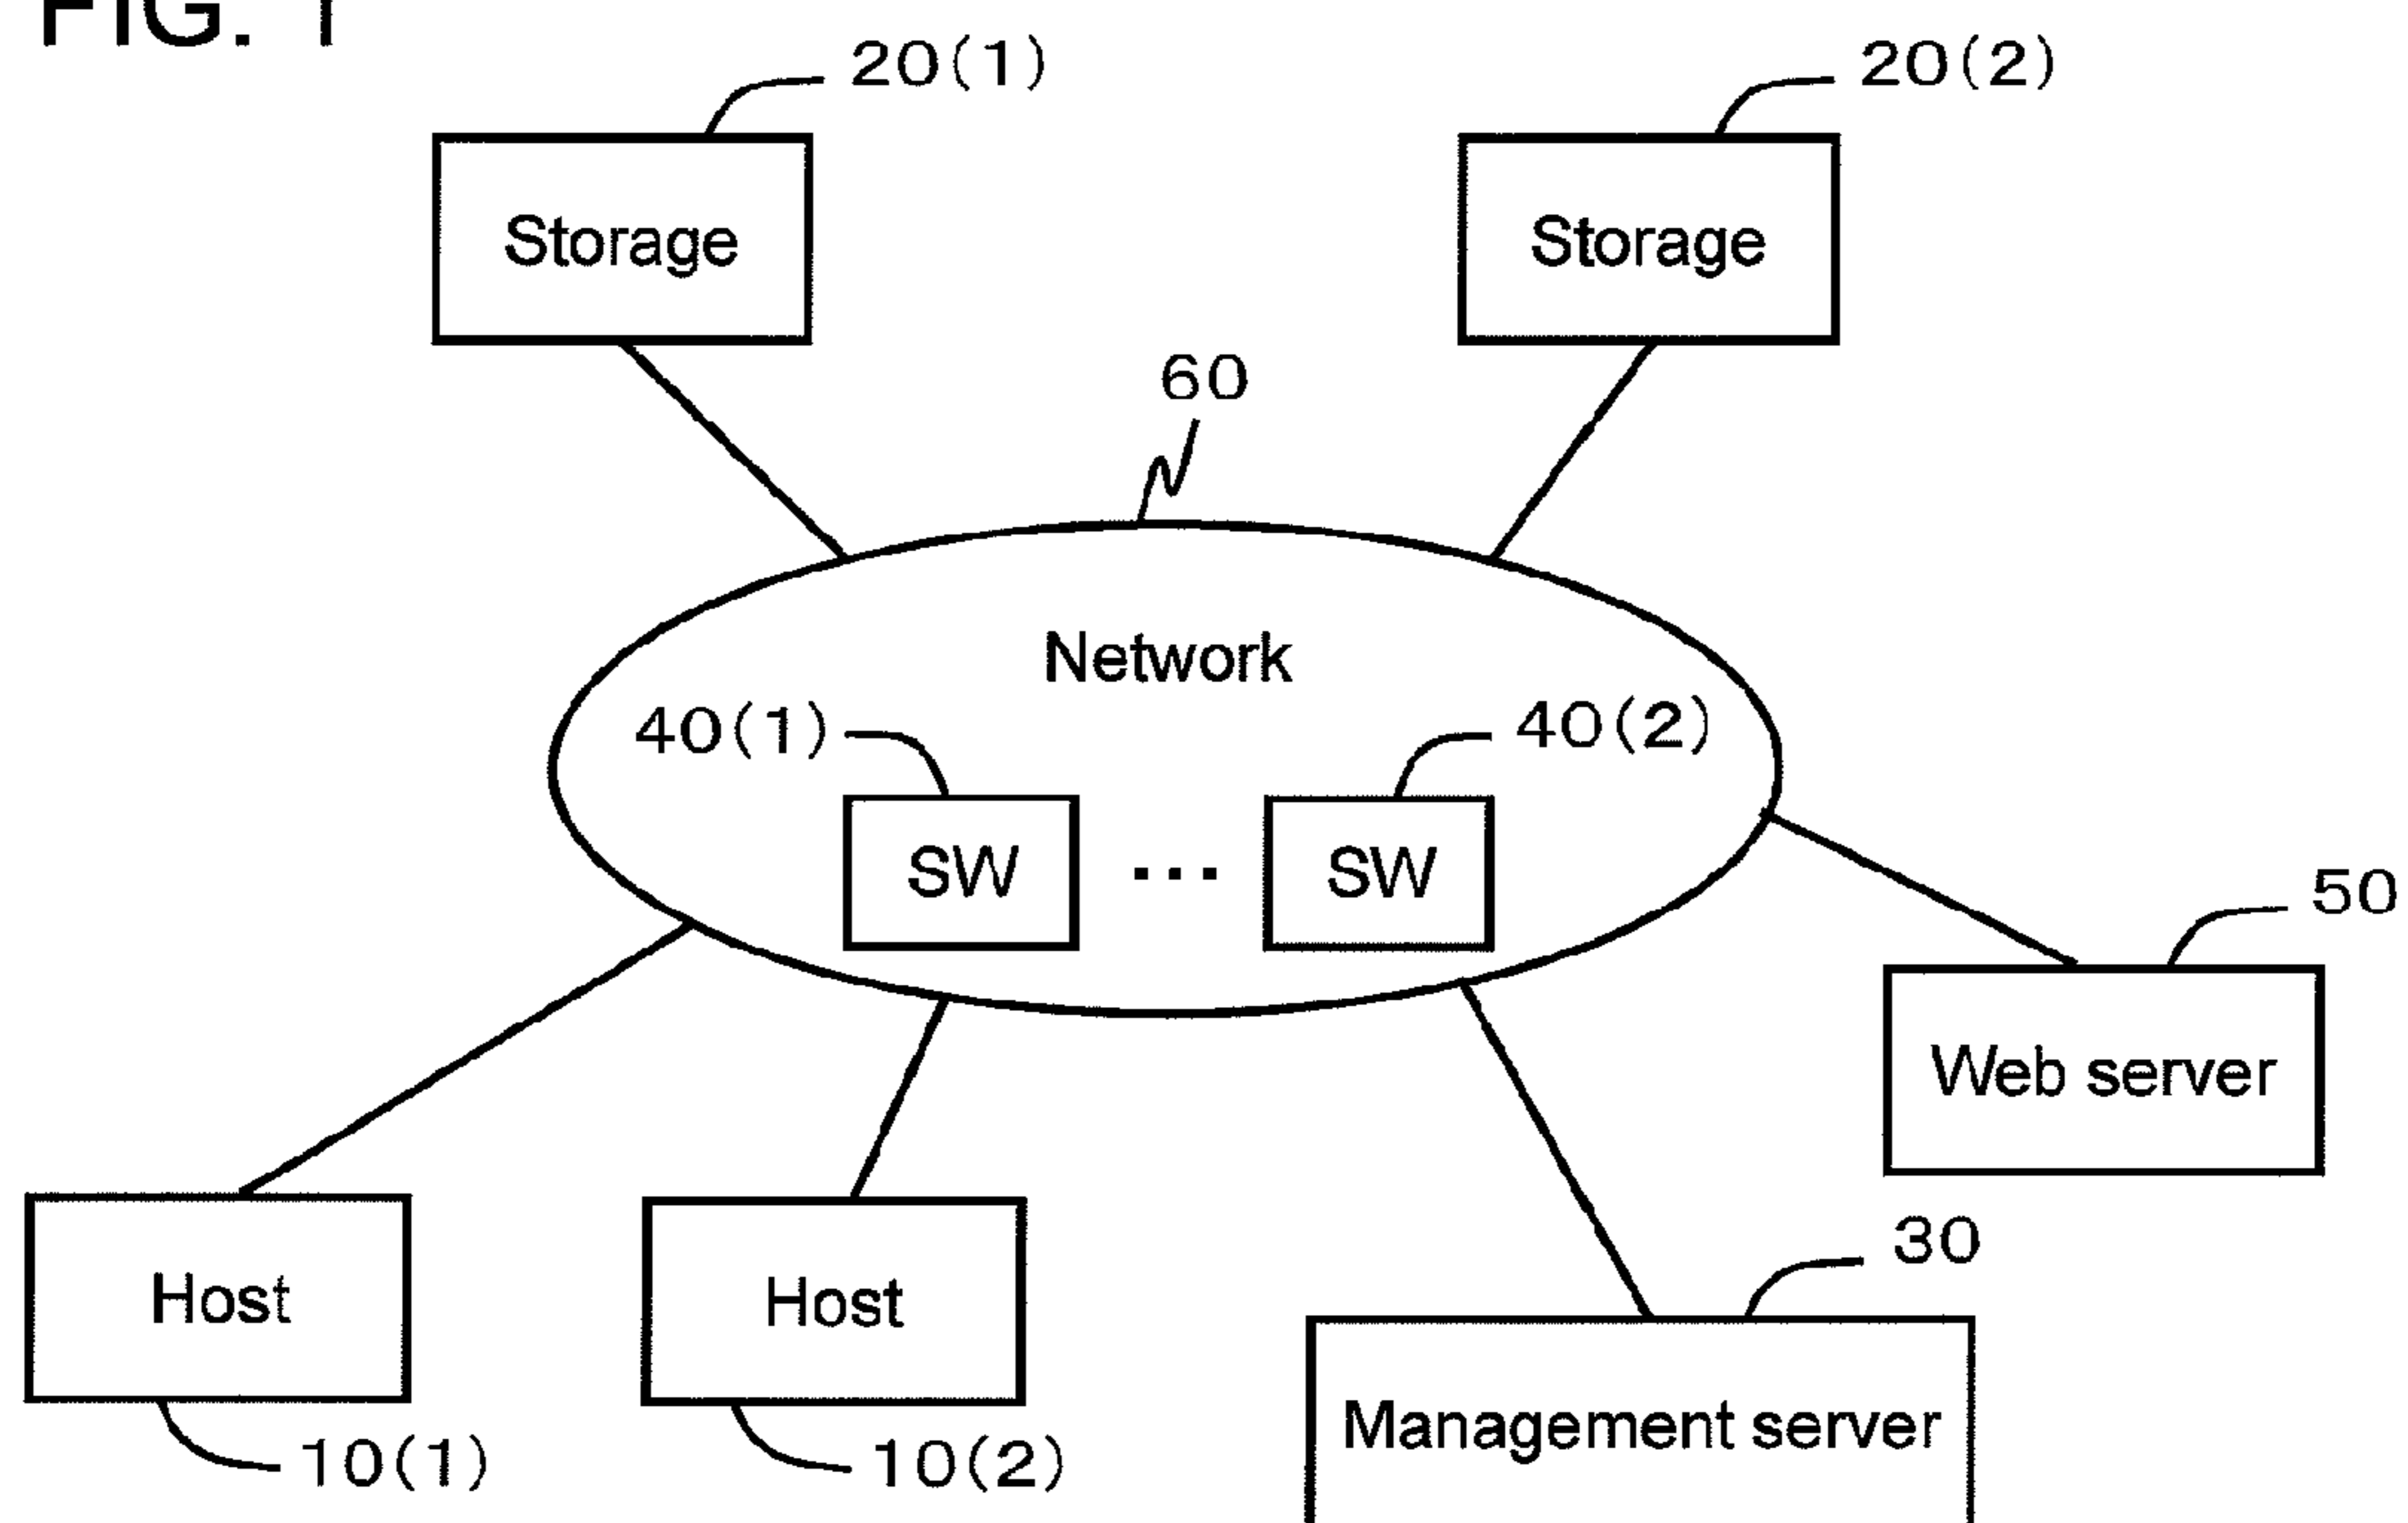 FIG. 1
20(1)
20(2)
Storage
Storage
60
Network
40(1)
40(2)
SW
...
SW
50
Web server
30
Host
Host
Management server
10(1)
10(2)